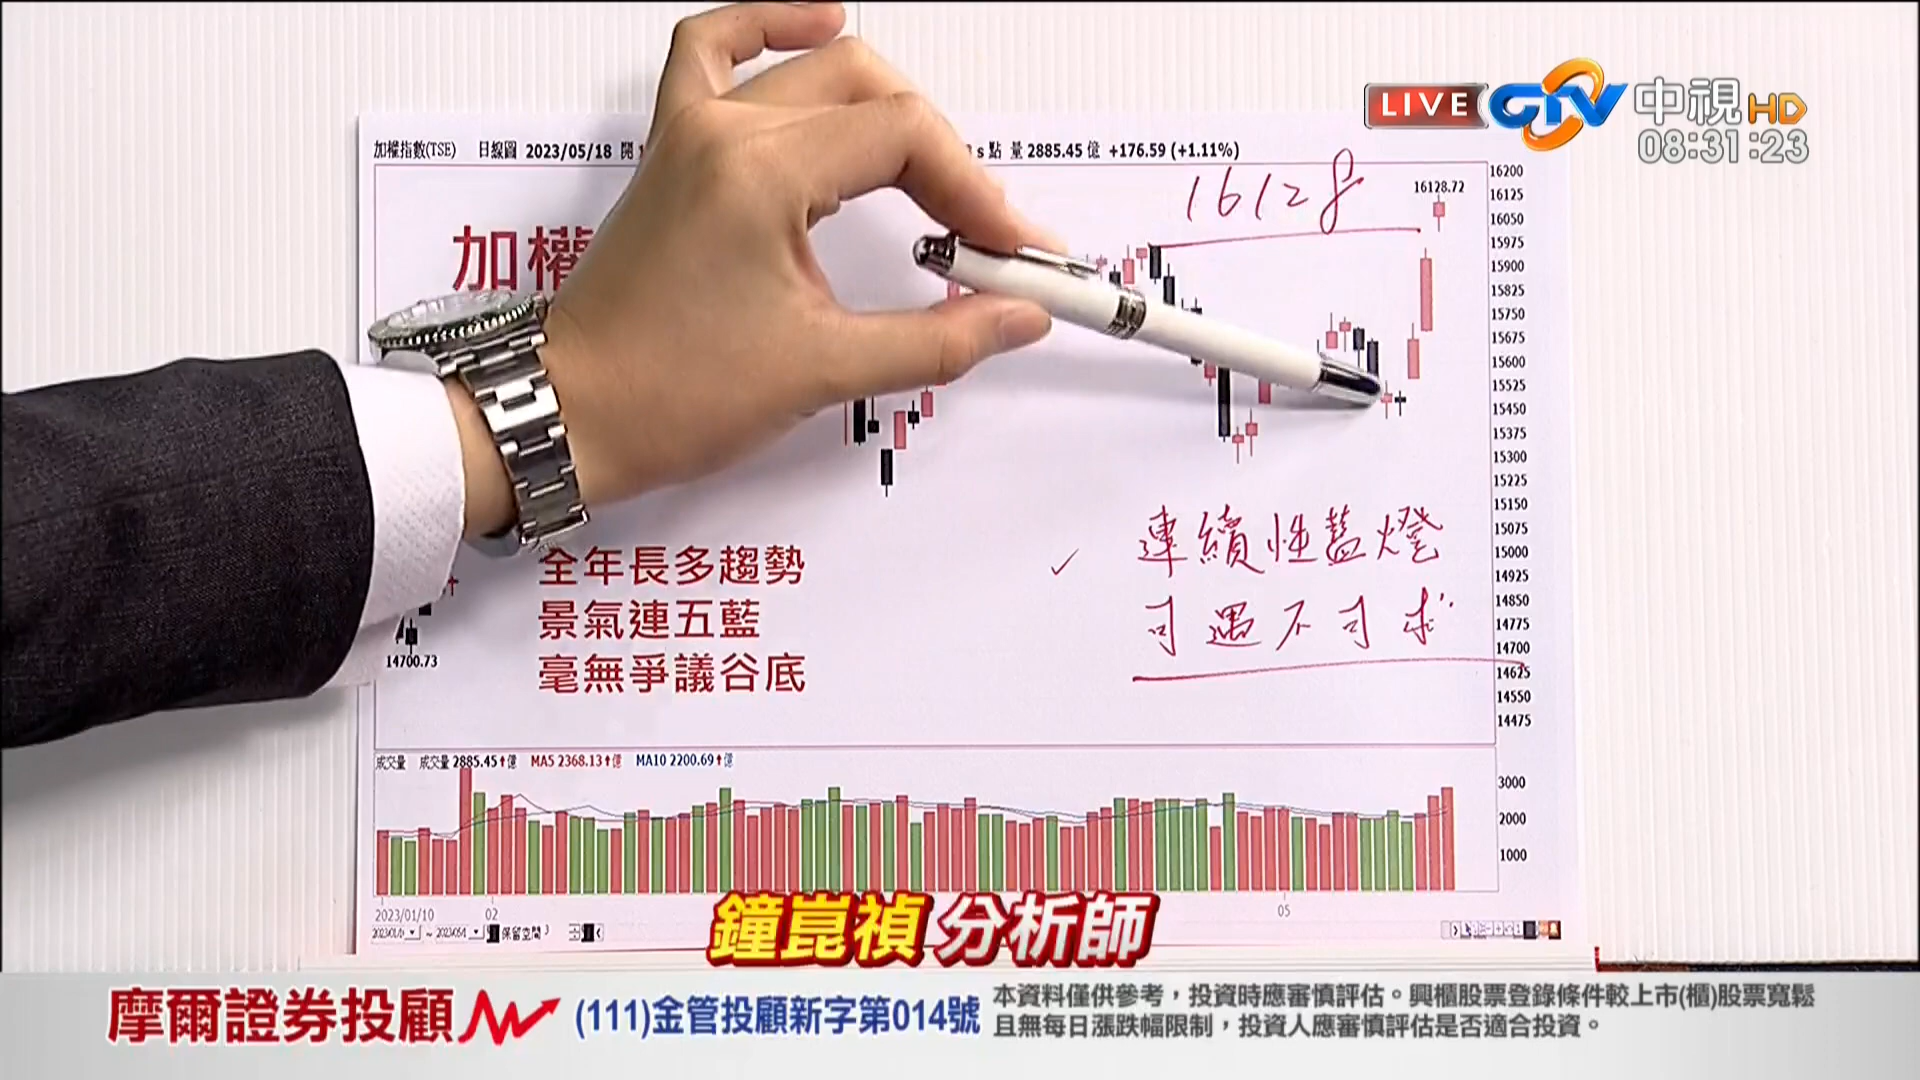 LIVE CTV 中視 HD
08:31:23
加權指數(TSE) 日線圖 2023/05/18 開
s 點 量 2885.45 億 +176.59 (+1.11%)
16128
16128.72
加權
16200
16125
16050
15975
15900
15825
15750
15675
15600
15525
15450
15375
15300
15225
15150
15075
15000
14925
14850
14775
14700
14625
14550
14475
連續性藍燈
可遇不可求
全年長多趨勢
景氣連五藍
毫無爭議谷底
14700.73
成交量 成交量 2885.45↑億 MA5 2368.13↑億 MA10 2200.69↑億
3000
2000
1000
2023/01/10 02 05
保留空間 3
鐘崑禎 分析師
摩爾證券投顧 (111)金管投顧新字第014號
本資料僅供參考，投資時應審慎評估。興櫃股票登錄條件較上市(櫃)股票寬鬆
且無每日漲跌幅限制，投資人應審慎評估是否適合投資。